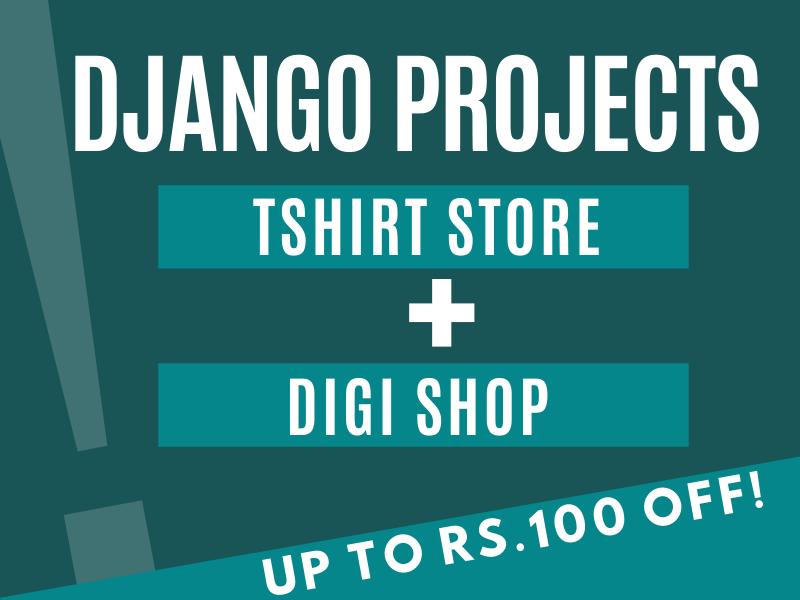 DJANGO PROJECTS
TSHIRT STORE
+
DIGI SHOP
UP TO RS.100 OFF!